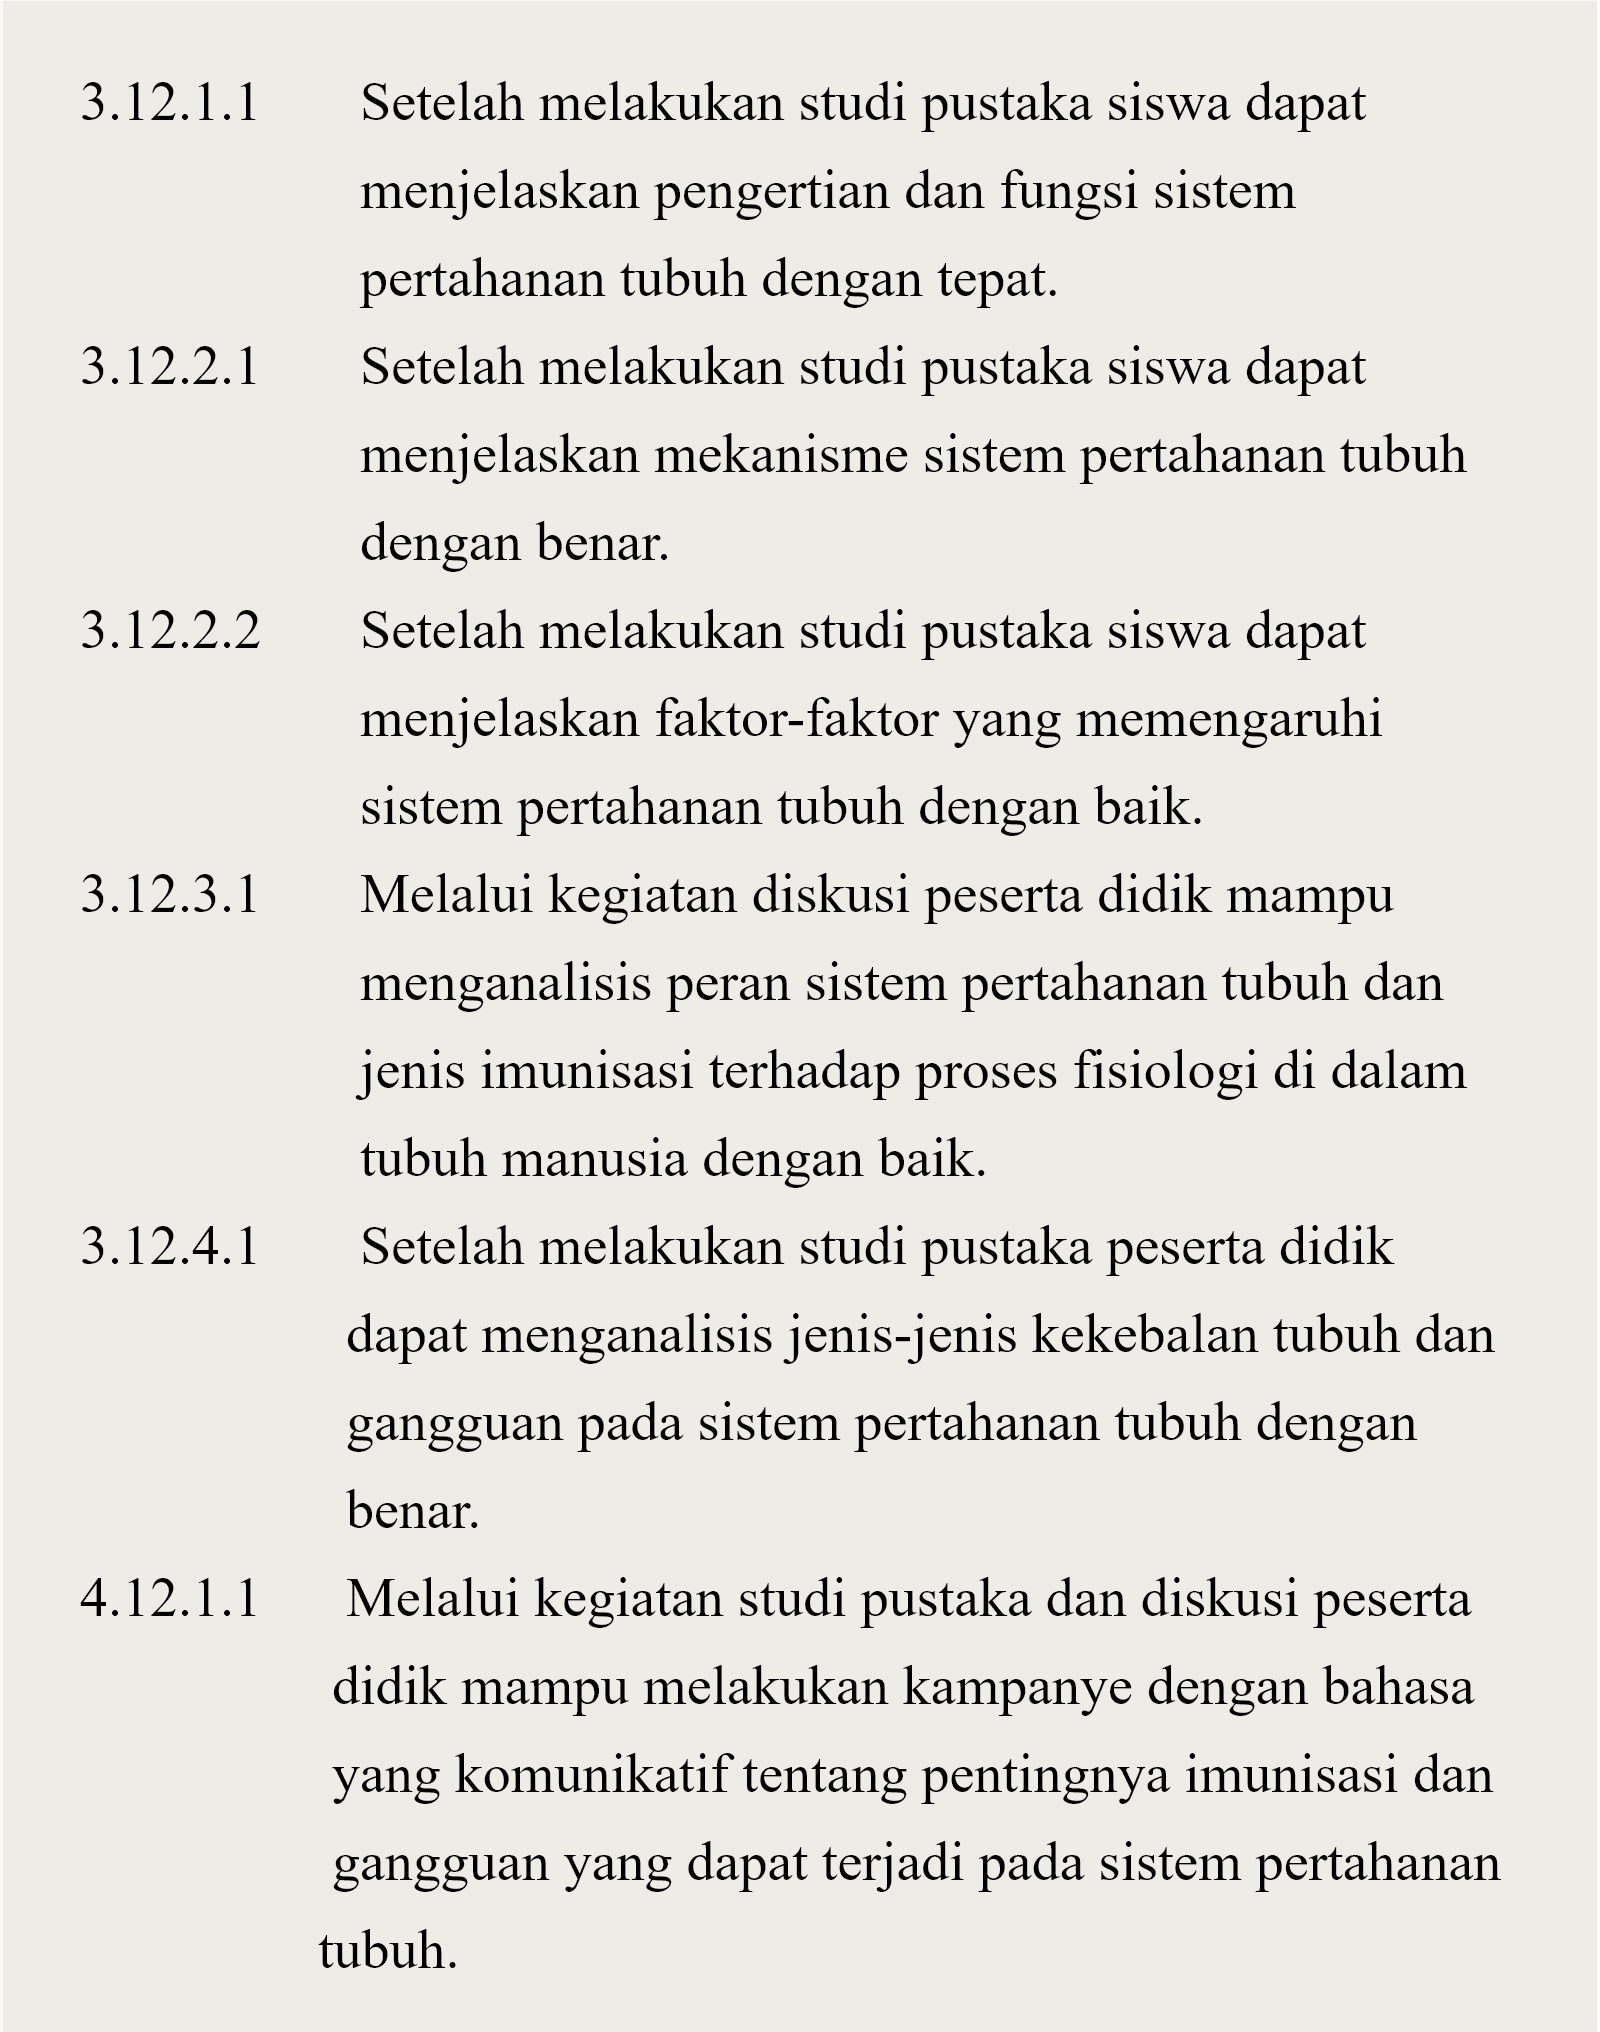 3.12.1.1 Setelah melakukan studi pustaka siswa dapat
menjelaskan pengertian dan fungsi sistem
pertahanan tubuh dengan tepat.
3.12.2.1 Setelah melakukan studi pustaka siswa dapat
menjelaskan mekanisme sistem pertahanan tubuh
dengan benar.
3.12.2.2 Setelah melakukan studi pustaka siswa dapat
menjelaskan faktor-faktor yang memengaruhi
sistem pertahanan tubuh dengan baik.
3.12.3.1 Melalui kegiatan diskusi peserta didik mampu
menganalisis peran sistem pertahanan tubuh dan
jenis imunisasi terhadap proses fisiologi di dalam
tubuh manusia dengan baik.
3.12.4.1 Setelah melakukan studi pustaka peserta didik
dapat menganalisis jenis-jenis kekebalan tubuh dan
gangguan pada sistem pertahanan tubuh dengan
benar.
4.12.1.1 Melalui kegiatan studi pustaka dan diskusi peserta
didik mampu melakukan kampanye dengan bahasa
yang komunikatif tentang pentingnya imunisasi dan
gangguan yang dapat terjadi pada sistem pertahanan
tubuh.